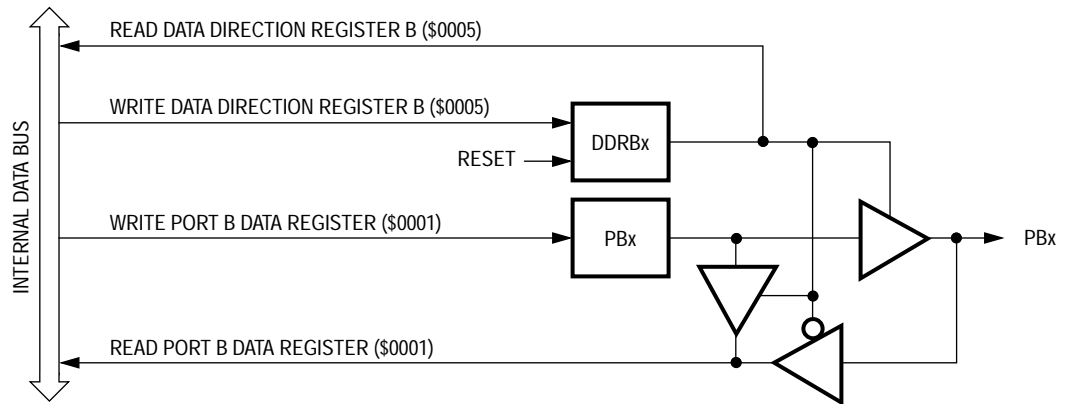 READ DATA DIRECTION REGISTER B ($0005)
WRITE DATA DIRECTION REGISTER B ($0005)
DDRBx
RESET
INTERNAL DATA BUS
WRITE PORT B DATA REGISTER ($0001)
PBx
PBx
READ PORT B DATA REGISTER ($0001)